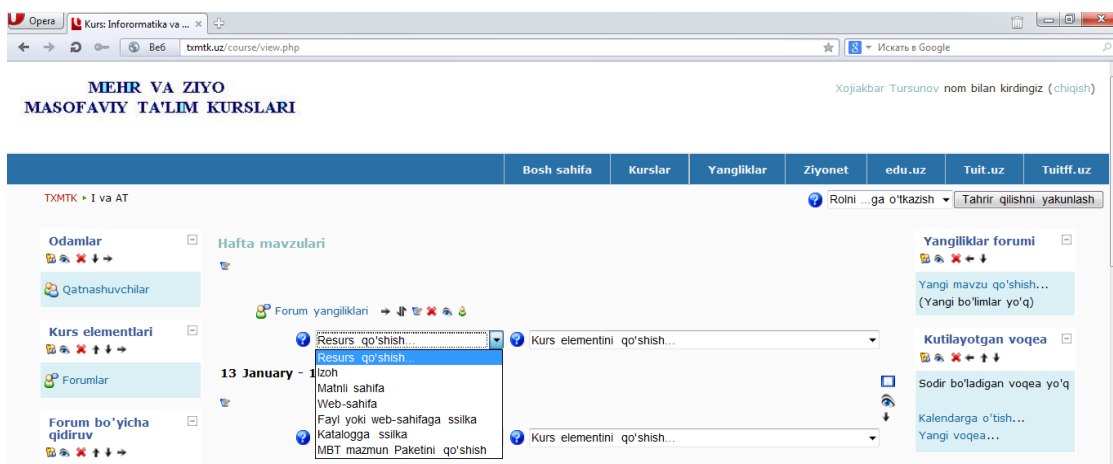 Opera
Kurs: Inforormatika va ...
Веб
txmtk.uz/course/view.php
Искать в Google
MEHR VA ZIYO
MASOFAVIY TA'LIM KURSLARI
Xojiakbar Tursunov nom bilan kirdingiz (chiqish)
Bosh sahifa Kurslar Yangliklar Ziyonet edu.uz Tuit.uz Tuitff.uz
TXMTK ▸ I va AT
Rolni ...ga o'tkazish
Tahrir qilishni yakunlash
Odamlar
Qatnashuvchilar
Kurs elementlari
Forumlar
Forum bo'yicha
qidiruv
Hafta mavzulari
Forum yangiliklari
Resurs qo'shish...
Kurs elementini qo'shish...
Resurs qo'shish...
Izoh
Matnli sahifa
Web-sahifa
Fayl yoki web-sahifaga ssilka
Katalogga ssilka
MBT mazmun Paketini qo'shish
13 January - 1
Kurs elementini qo'shish...
Yangiliklar forumi
Yangi mavzu qo'shish...
(Yangi bo'limlar yo'q)
Kutilayotgan voqea
Sodir bo'ladigan voqea yo'q
Kalendarga o'tish...
Yangi voqea...